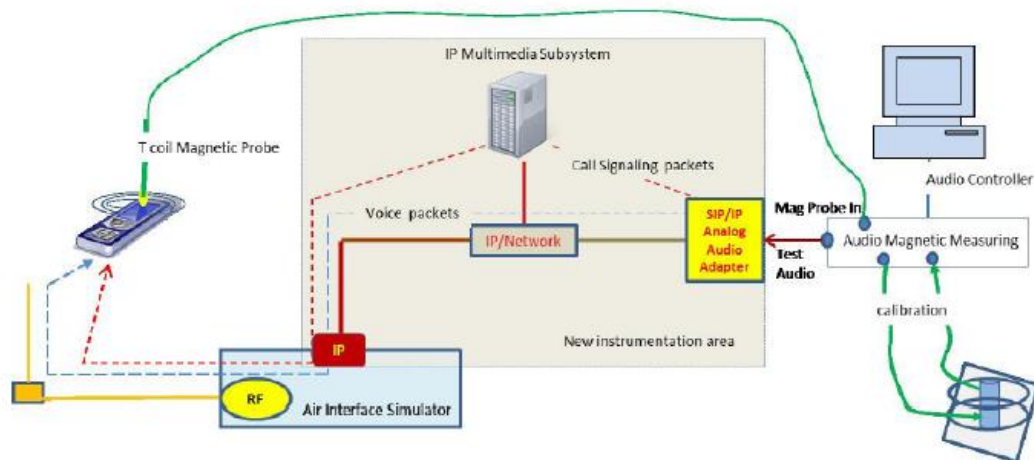 IP Multimedia Subsystem
T coil Magnetic Probe
Call Signaling packets
Audio Controller
Voice packets
Mag Probe In
SIP/IP
Analog
Audio
Adapter
IP/Network
Audio Magnetic Measuring
Test
Audio
calibration
New instrumentation area
IP
RF
Air Interface Simulator